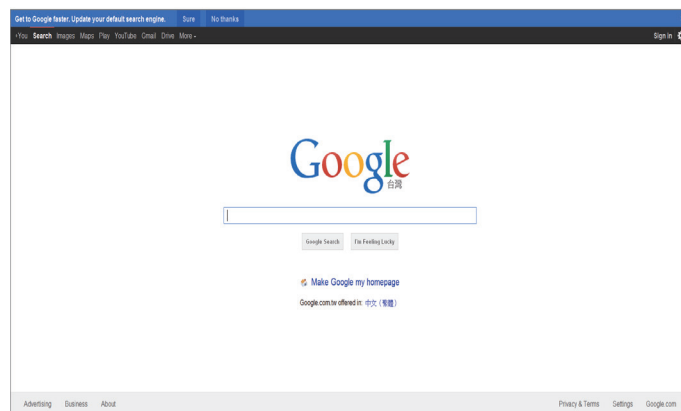 Get to Google faster. Update your default search engine. Sure No thanks
+You Search Images Maps Play YouTube Gmail Drive More Sign in
Google
台灣
Google Search I'm Feeling Lucky
Make Google my homepage
Google.com.tw offered in: 中文（繁體）
Advertising Business About Privacy & Terms Settings Google.com